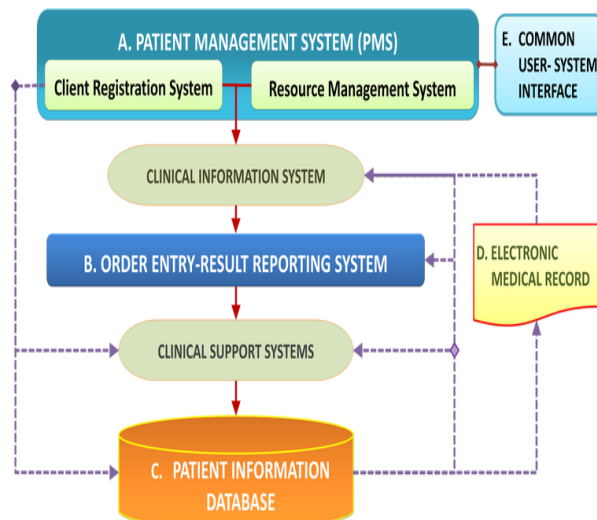 A. PATIENT MANAGEMENT SYSTEM (PMS)
E. COMMON
USER- SYSTEM
INTERFACE
Client Registration System
Resource Management System
CLINICAL INFORMATION SYSTEM
B. ORDER ENTRY-RESULT REPORTING SYSTEM
D. ELECTRONIC
MEDICAL RECORD
CLINICAL SUPPORT SYSTEMS
C. PATIENT INFORMATION
DATABASE